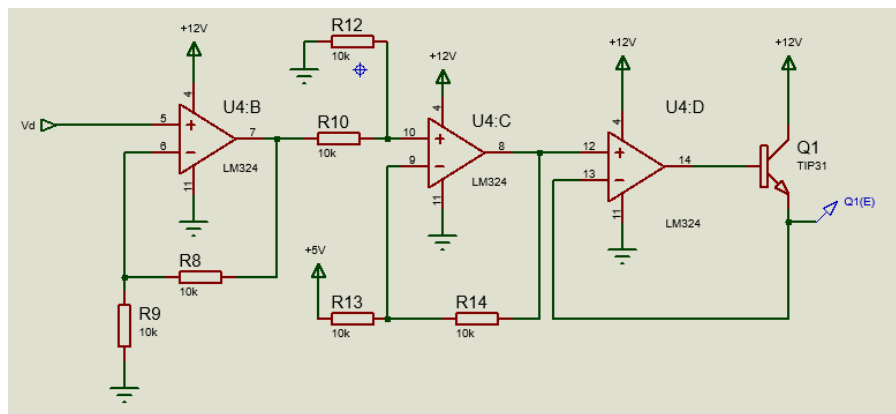 R12
10k
+12V
+12V
+12V
+12V
4
U4:B
Vd
5
6
7
11
LM324
R10
10k
4
U4:C
10
9
8
11
LM324
4
U4:D
12
13
14
11
LM324
Q1
TIP31
Q1(E)
R8
10k
R9
10k
+5V
R13
10k
R14
10k